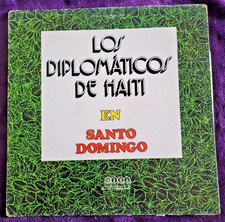 LOS
DIPLOMÁTICOS
DE HAITI
EN
SANTO
DOMINGO